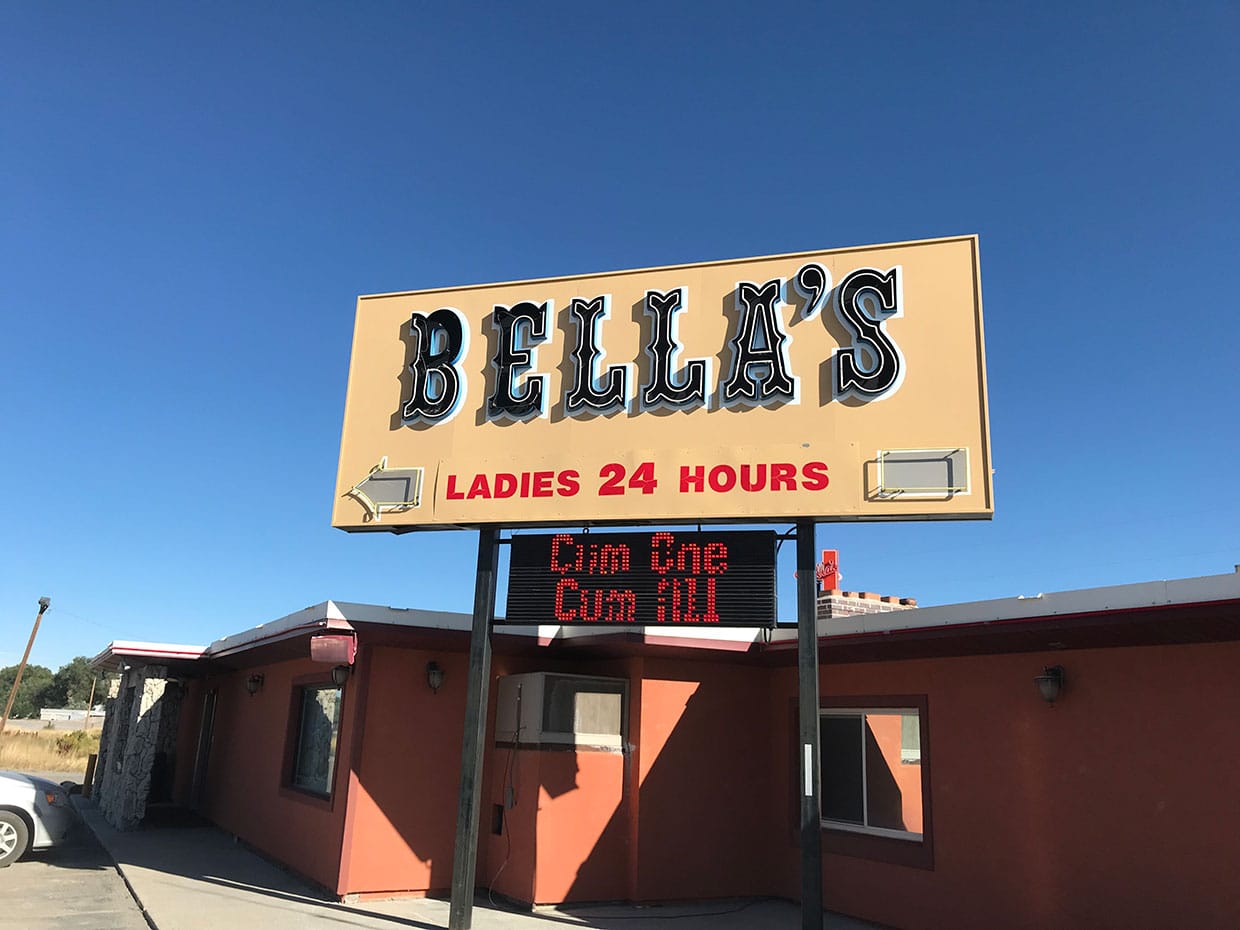 BELLA'S
LADIES 24 HOURS
Cum One
Cum All